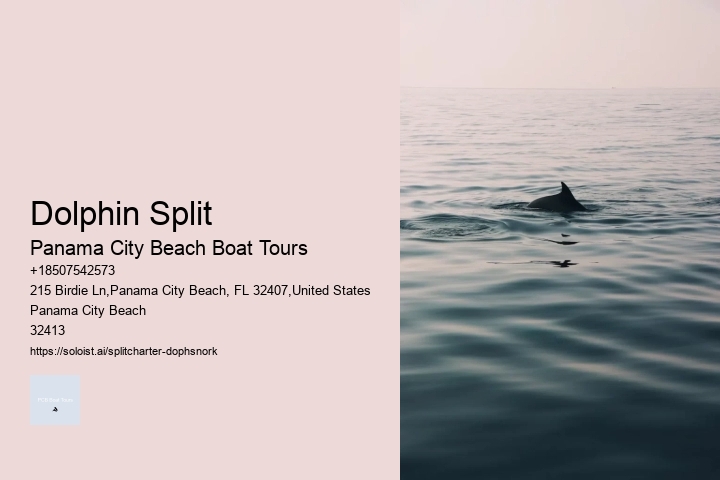 Dolphin Split
Panama City Beach Boat Tours
+18507542573
215 Birdie Ln,Panama City Beach, FL 32407,United States
Panama City Beach
32413
https://soloist.ai/splitcharter-dophsnork